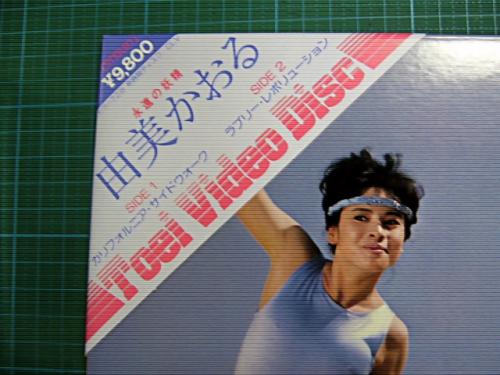 ¥9,800
永遠の妖精
由美かおる
SIDE 1
カリフォルニア・サイドウォーク
SIDE 2
ラブリー・レボリューション
Toei Video Disc